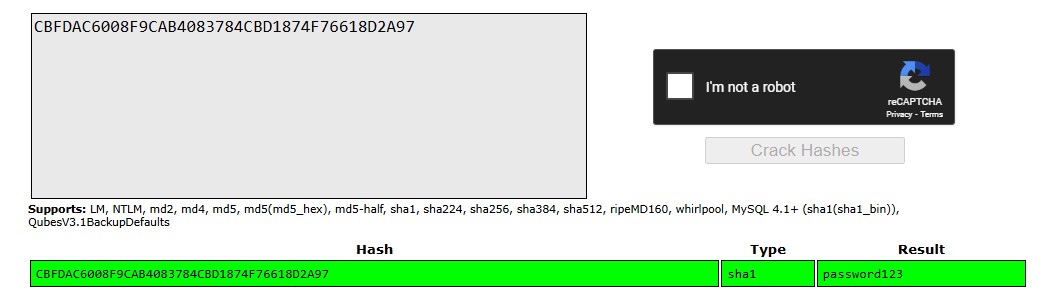 CBFDAC6008F9CAB4083784CBD1874F76618D2A97
I'm not a robot
reCAPTCHA
Privacy - Terms
Crack Hashes
Supports: LM, NTLM, md2, md4, md5, md5(md5_hex), md5-half, sha1, sha224, sha256, sha384, sha512, ripeMD160, whirlpool, MySQL 4.1+ (sha1(sha1_bin)),
QubesV3.1BackupDefaults
Hash Type Result
CBFDAC6008F9CAB4083784CBD1874F76618D2A97 sha1 password123